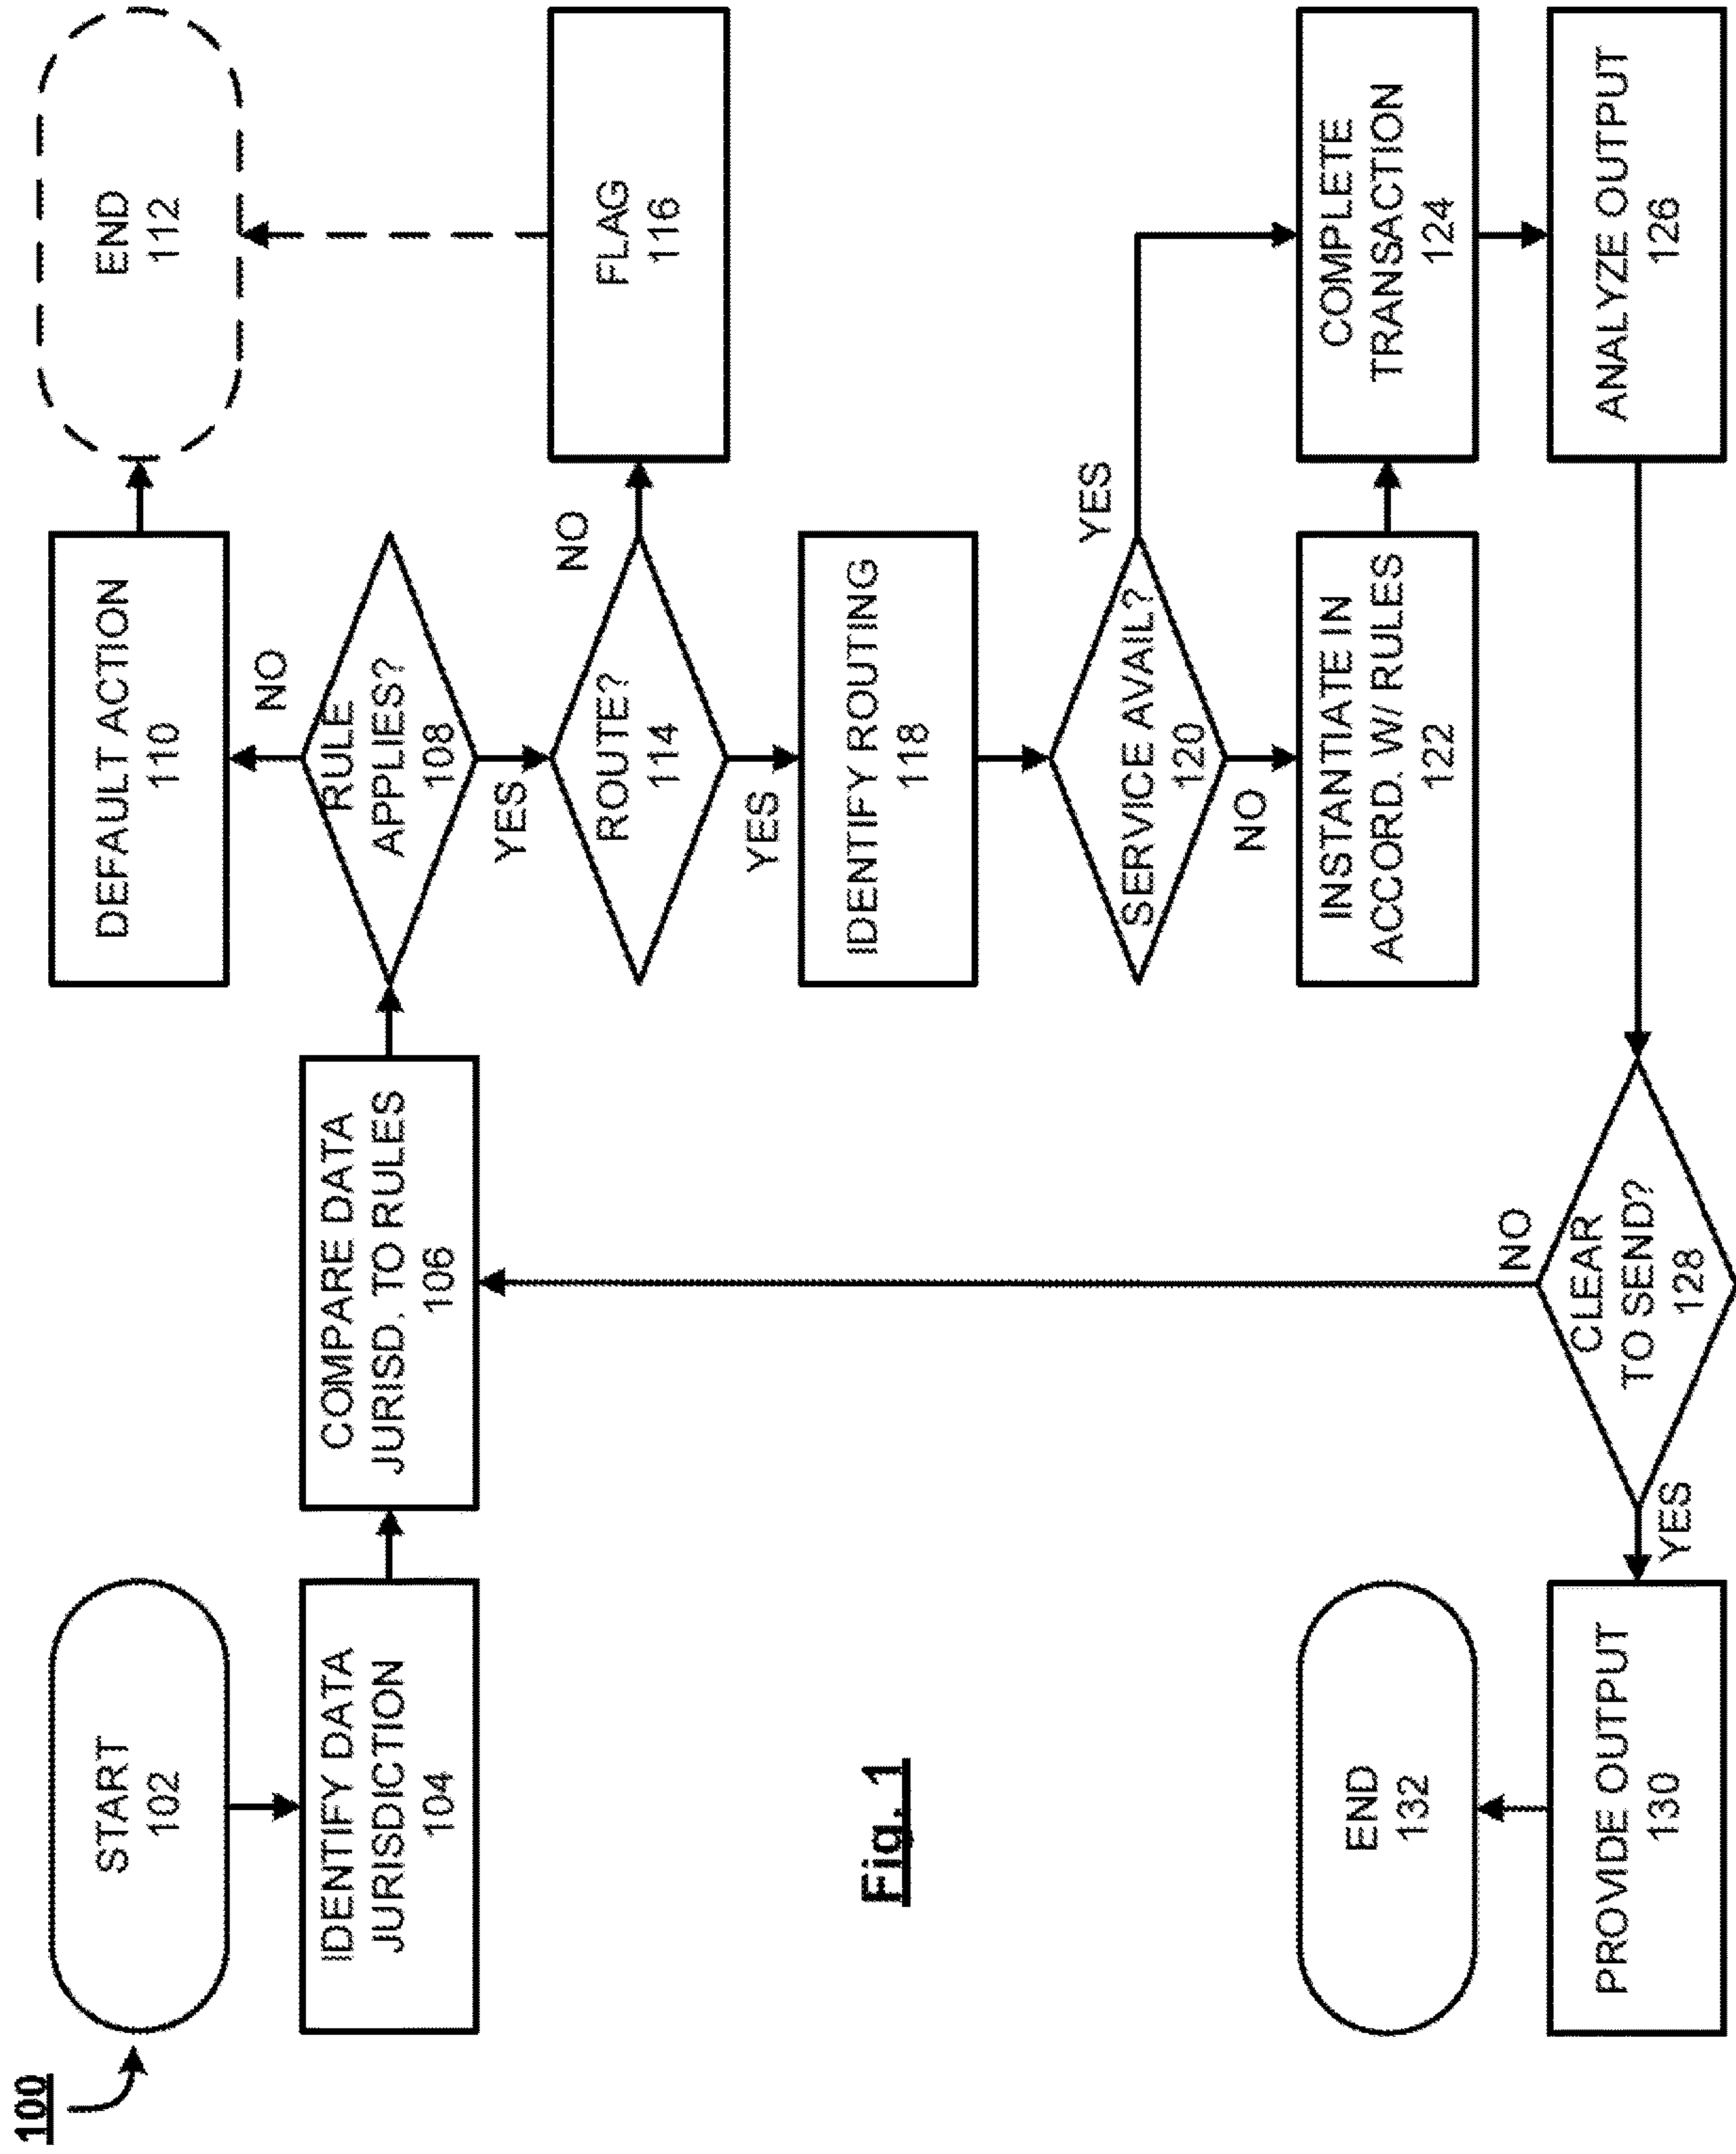 100
START
102
IDENTIFY DATA
JURISDICTION
104
COMPARE DATA
JURISD. TO RULES
106
RULE
APPLIES?
108
NO
YES
DEFAULT ACTION
110
END
112
ROUTE?
114
NO
YES
FLAG
116
IDENTIFY ROUTING
118
SERVICE AVAIL?
120
YES
NO
INSTANTIATE IN
ACCORD. W/ RULES
122
COMPLETE
TRANSACTION
124
ANALYZE OUTPUT
126
CLEAR
TO SEND?
128
NO
YES
PROVIDE OUTPUT
130
END
132
Fig. 1